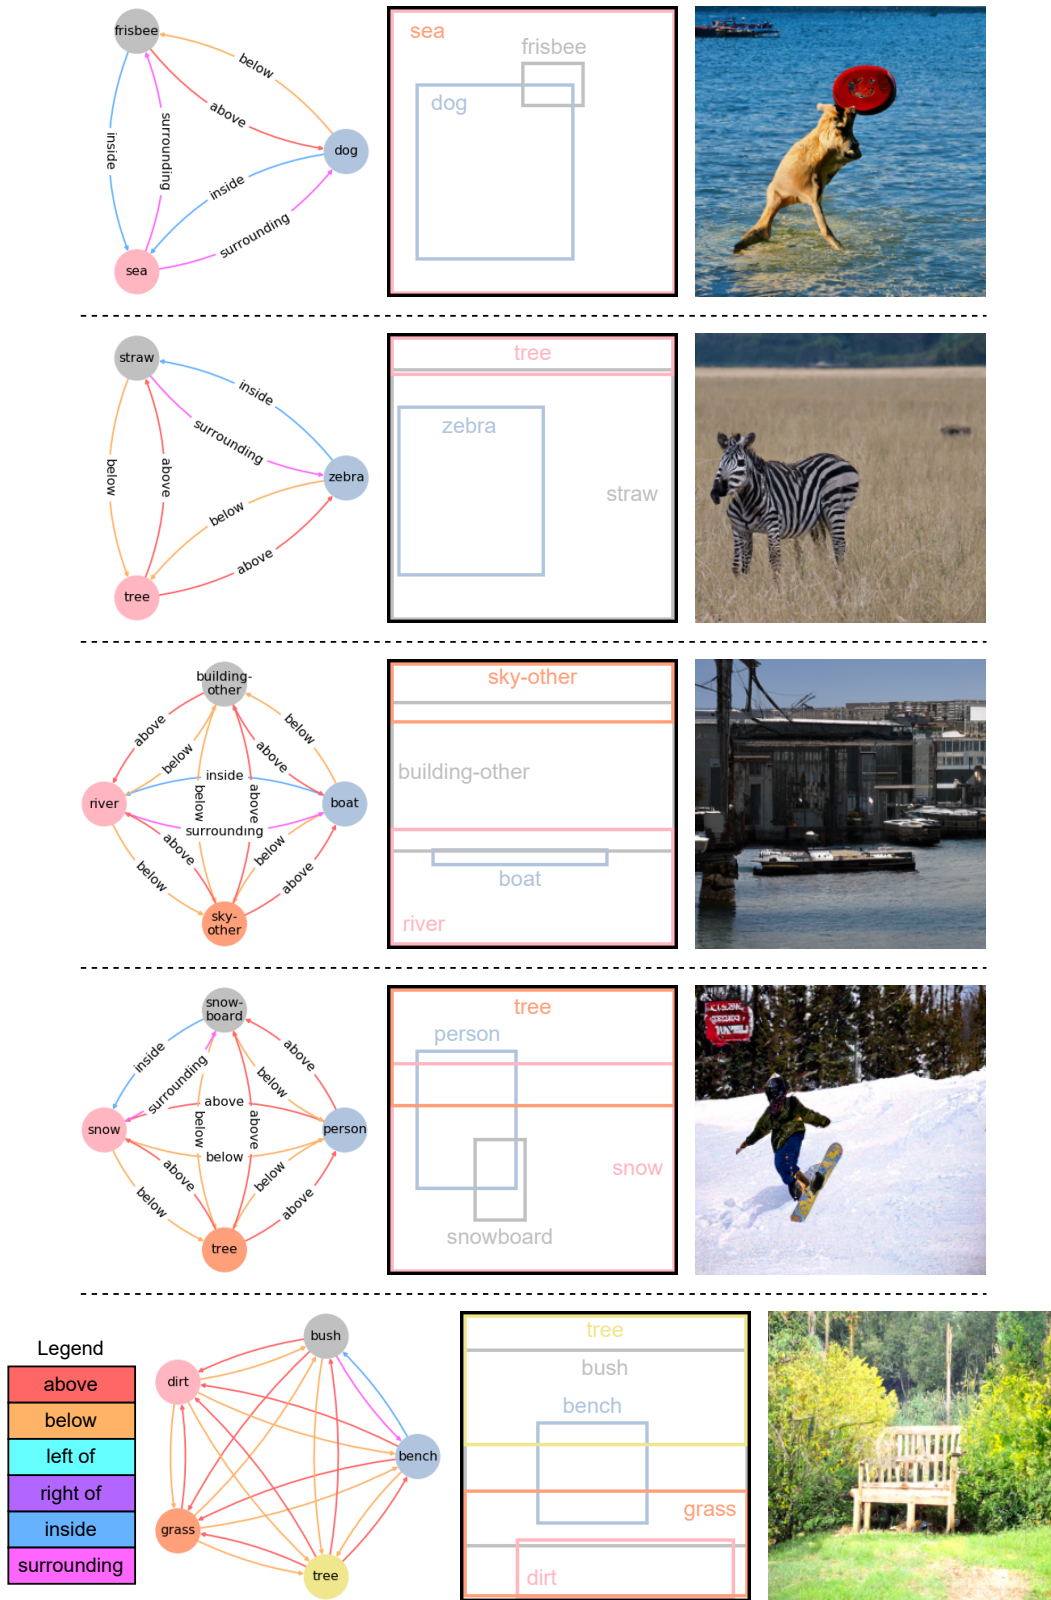 frisbee
below
above
inside
surrounding
dog
inside
surrounding
sea
sea
frisbee
dog
straw
inside
surrounding
below
above
zebra
below
above
tree
tree
zebra
straw
building-
other
above
below
below
above
inside
river
below
above
boat
surrounding
above
below
below
above
sky-
other
sky-other
building-other
boat
river
snow-
board
inside
above
surrounding
below
above
snow
below
above
person
below
above
below
below
above
tree
tree
person
snow
snowboard
Legend
above
below
left of
right of
inside
surrounding
bush
dirt
bench
grass
tree
tree
bush
bench
grass
dirt